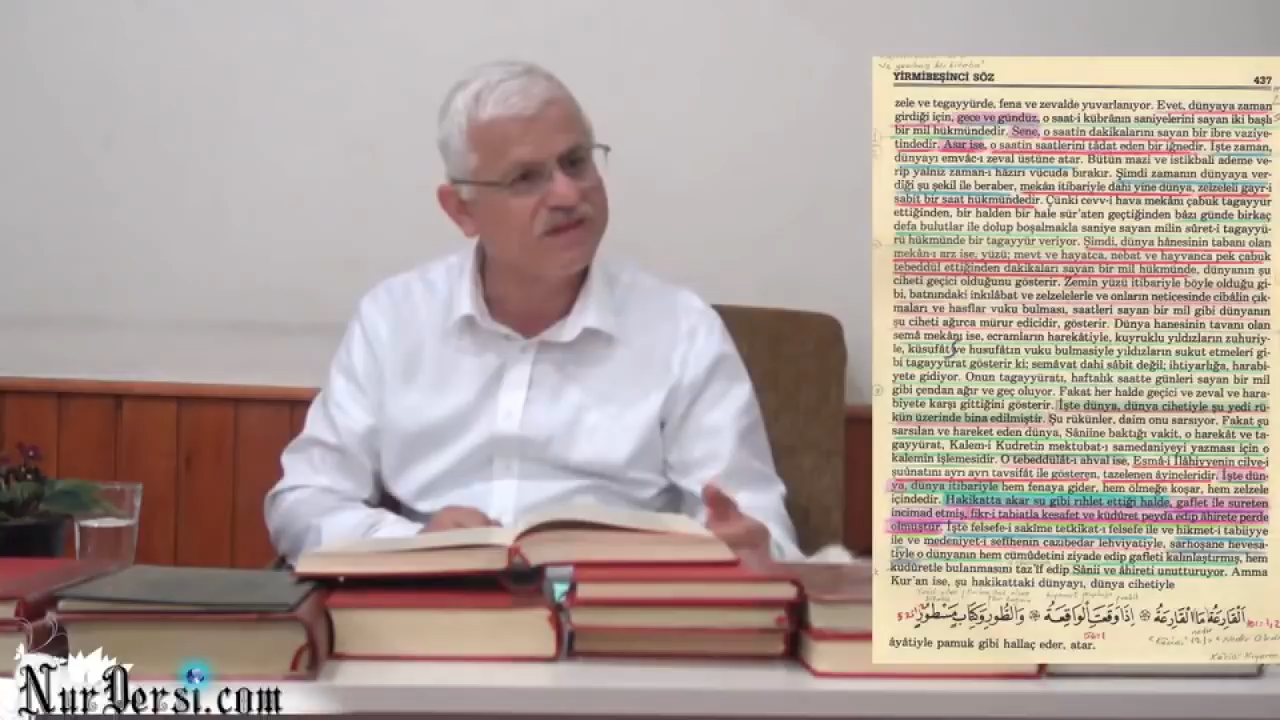 YİRMİBEŞİNCİ SÖZ 437
zele ve tegayyürde, fena ve zevalde yuvarlanıyor. Evet, dünyaya zaman
girdiği için, gece ve gündüz, o saat-i kübrânın saniyelerini sayan iki başlı
bir mil hükmündedir. Sene, o saatin dakikalarını sayan bir ibre vaziye-
tindedir. Asır ise, o saatin saatlerini tâdat eden bir iğnedir. İşte zaman,
dünyayı emvâc-ı zeval üstüne atar. Bütün mazi ve istikbali ademe ve-
rip yalnız zaman-ı hâzırı vücuda bırakır. Şimdi zamanın dünyaya ver-
diği şu şekil ile beraber, mekân itibariyle dahi yine dünya, zelzeleli gayr-i
sabit bir saat hükmündedir. Çünki cevv-i hava mekânı çabuk tagayyür
ettiğinden, bir halden bir hale sür'aten geçtiğinden bâzı günde birkaç
defa bulutlar ile dolup boşalmakla saniye sayan milin sûret-i tagayyü-
rü hükmünde bir tagayyür veriyor. Şimdi, dünya hânesinin tabanı olan
mekân-ı arz ise, yüzü; mevt ve hayatca, nebat ve hayvanca pek çabuk
tebeddül ettiğinden dakikaları sayan bir mil hükmünde, dünyanın şu
ciheti geçici olduğunu gösterir. Zemin yüzü itibariyle böyle olduğu gi-
bi, batnındaki inkılâbat ve zelzelelerle ve onların neticesinde cibâlin çık-
maları ve hasflar vuku bulması, saatleri sayan bir mil gibi dünyanın
şu ciheti ağırca mürur edicidir, gösterir. Dünya hanesinin tavanı olan
semâ mekânı ise, ecramların harekâtiyle, kuyruklu yıldızların zuhuriy-
le, küsufât ve husufâtın vuku bulmasiyle yıldızların sukut etmeleri gi-
bi tagayyürat gösterir ki; semâvat dahi sâbit değil; ihtiyarlığa, harabi-
yete gidiyor. Onun tagayyüratı, haftalık saatte günleri sayan bir mil
gibi çendan ağır ve geç oluyor. Fakat her halde geçici ve zeval ve hara-
biyete karşı gittiğini gösterir. İşte dünya, dünya cihetiyle şu yedi rü-
kün üzerinde bina edilmiştir. Şu rükünler, daim onu sarsıyor. Fakat şu
sarsılan ve hareket eden dünya, Sâniine baktığı vakit, o harekât ve ta-
gayyürat, Kalem-i Kudretin mektubat-ı samedaniyeyi yazması için o
kalemin işlemesidir. O tebeddülât-ı ahval ise, Esmâ-i İlâhiyyenin cilve-i
şuûnatını ayrı ayrı tavsifât ile gösteren, tazelenen âyineleridir. İşte dün-
ya, dünya itibariyle hem fenaya gider, hem ölmeğe koşar, hem zelzele
içindedir. Hakikatta akar su gibi rıhlet ettiği halde, gaflet ile sureten
incimad etmiş, fikr-i tabiatla kesafet ve küdûret peyda edip âhirete perde
olmuştur. İşte felsefe-i sakîme tetkikat-ı felsefe ile ve hikmet-i tabiiyye
ile ve medeniyet-i sefihenin cazibedar lehviyatiyle, sarhoşane hevesa-
tiyle o dünyanın hem cümûdetini ziyade edip gafleti kalınlaştırmış, hem
küdûretle bulanmasını taz'îf edip Sânii ve âhireti unutturuyor. Amma
Kur'an ise, şu hakikattaki dünyayı, dünya cihetiyle
اَلْقَارِعَةُ مَا الْقَارِعَةُ ❊ اِذَا وَقَعَتِ الْوَاقِعَةُ ❊ وَالطُّورِ وَكِتَابٍ مَسْطُورٍ
âyâtiyle pamuk gibi hallaç eder, atar.
NurDersi.com